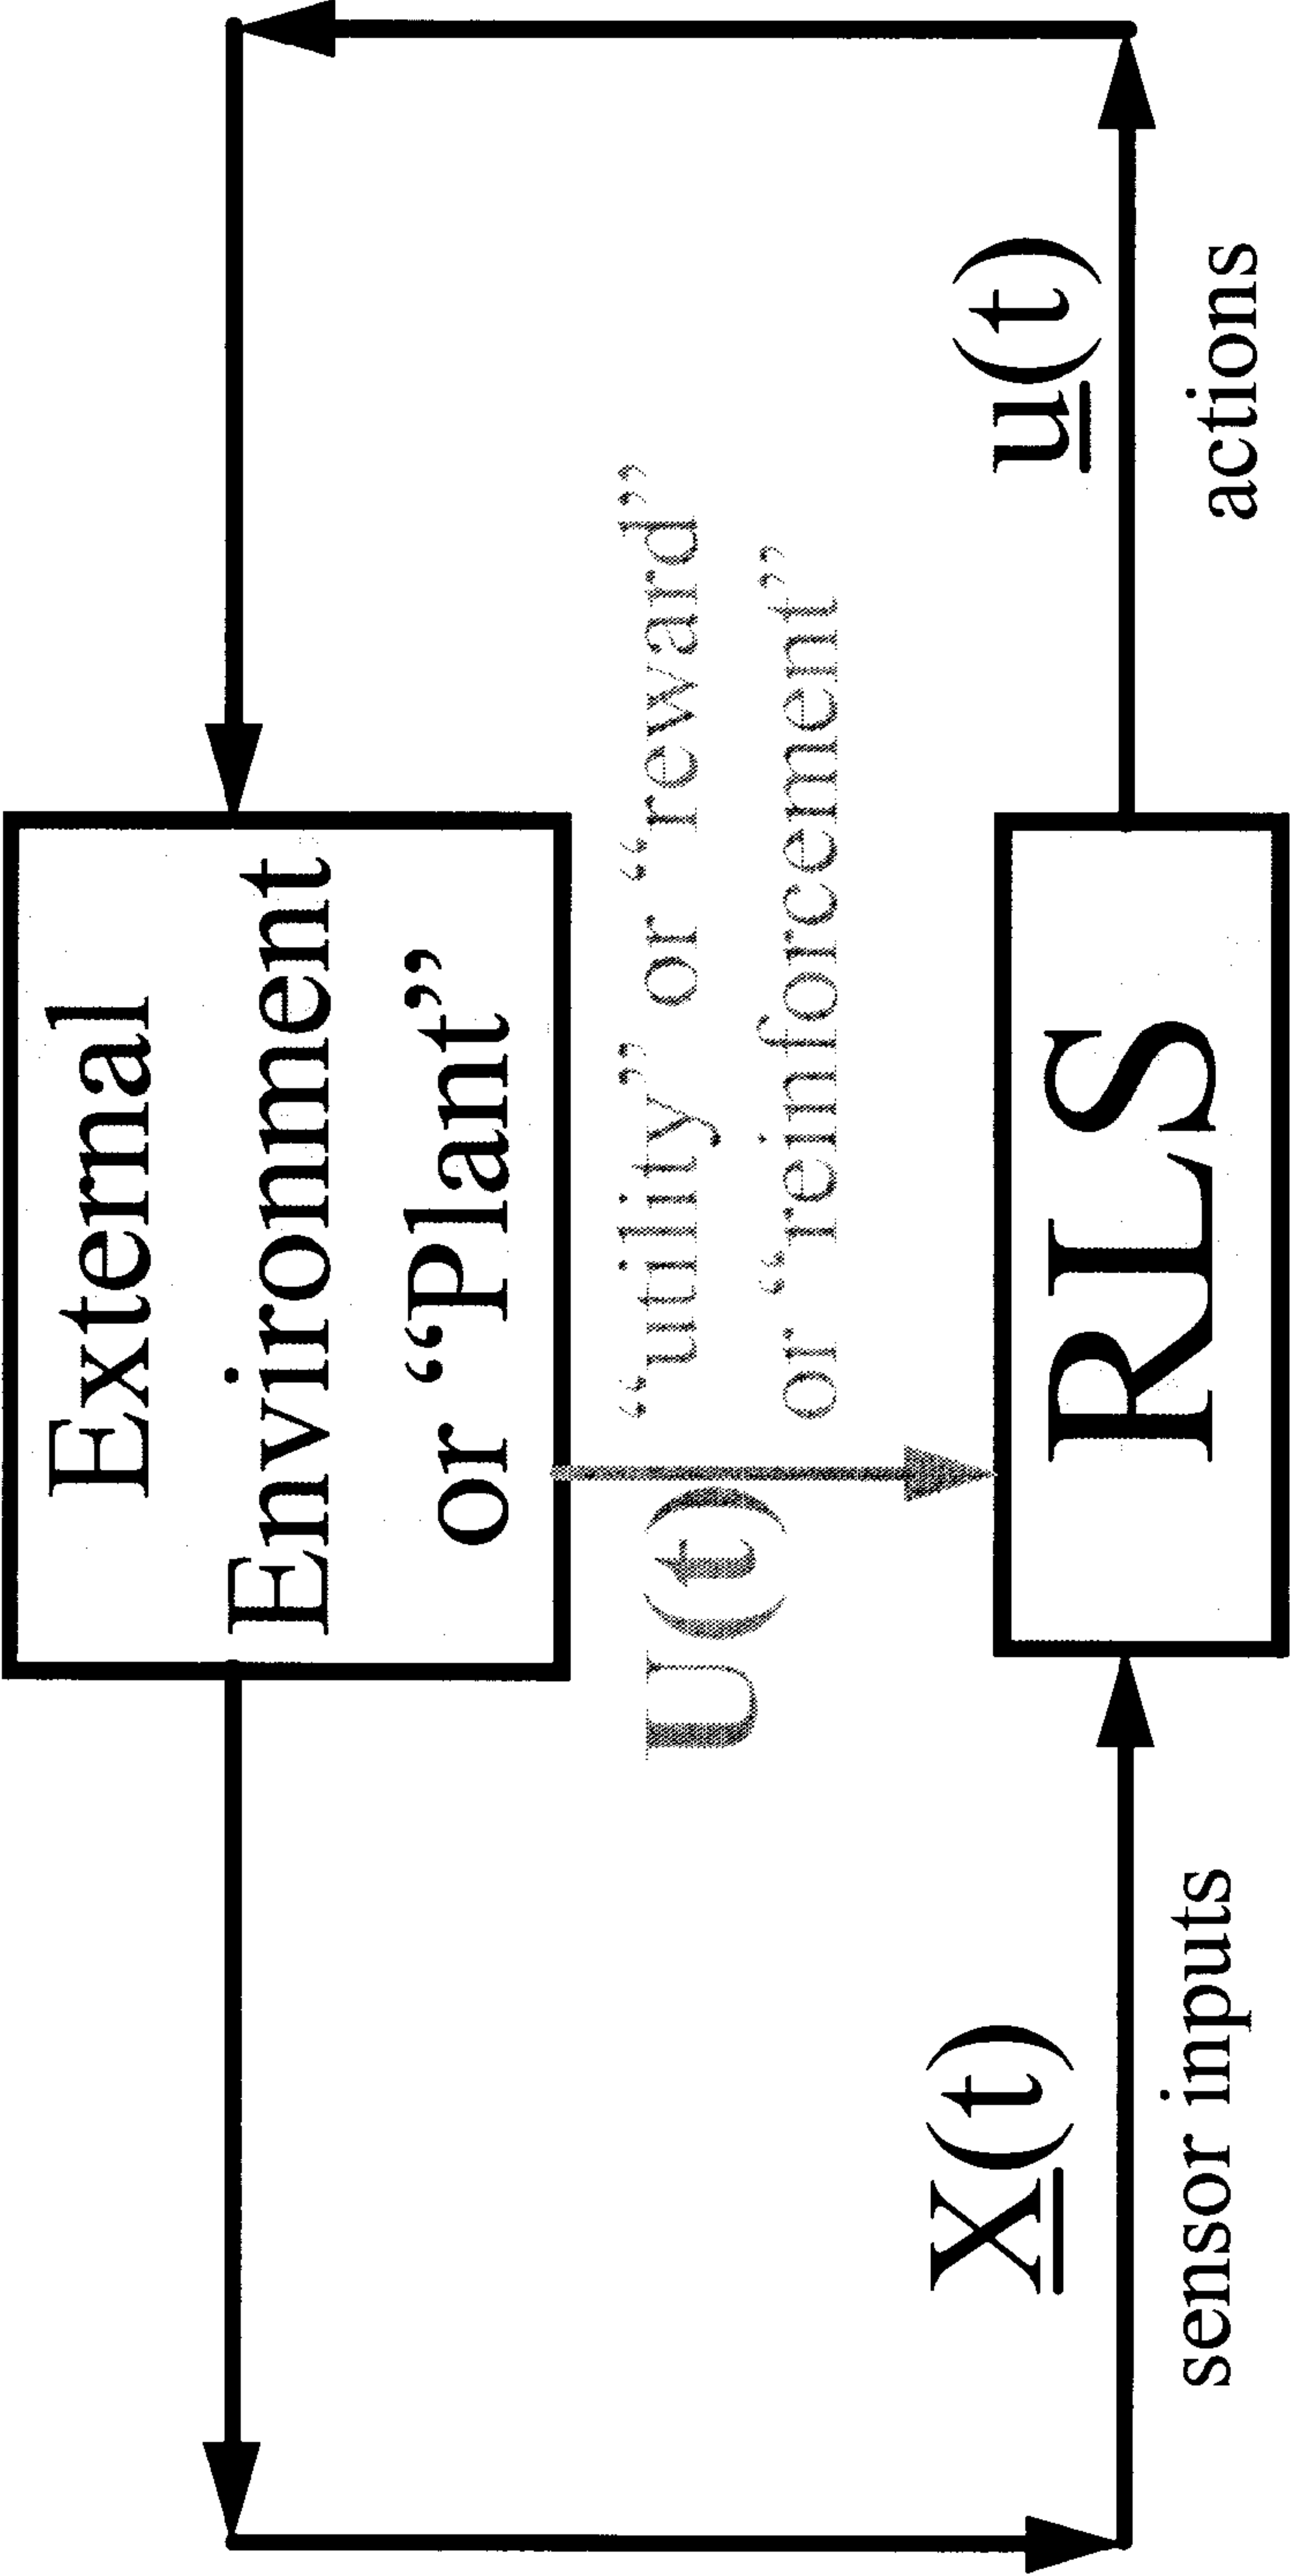 External
Environment
or “Plant”
U(t)
“utility” or “reward”
or “reinforcement”
X(t)
sensor inputs
RLS
u(t)
actions